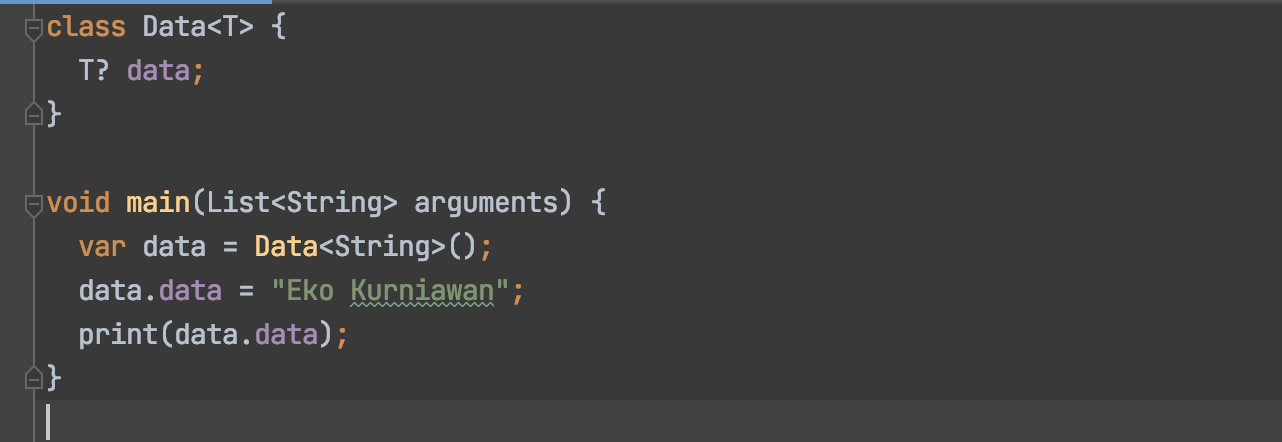 class Data<T> {
  T? data;
}
void main(List<String> arguments) {
  var data = Data<String>();
  data.data = "Eko Kurniawan";
  print(data.data);
}